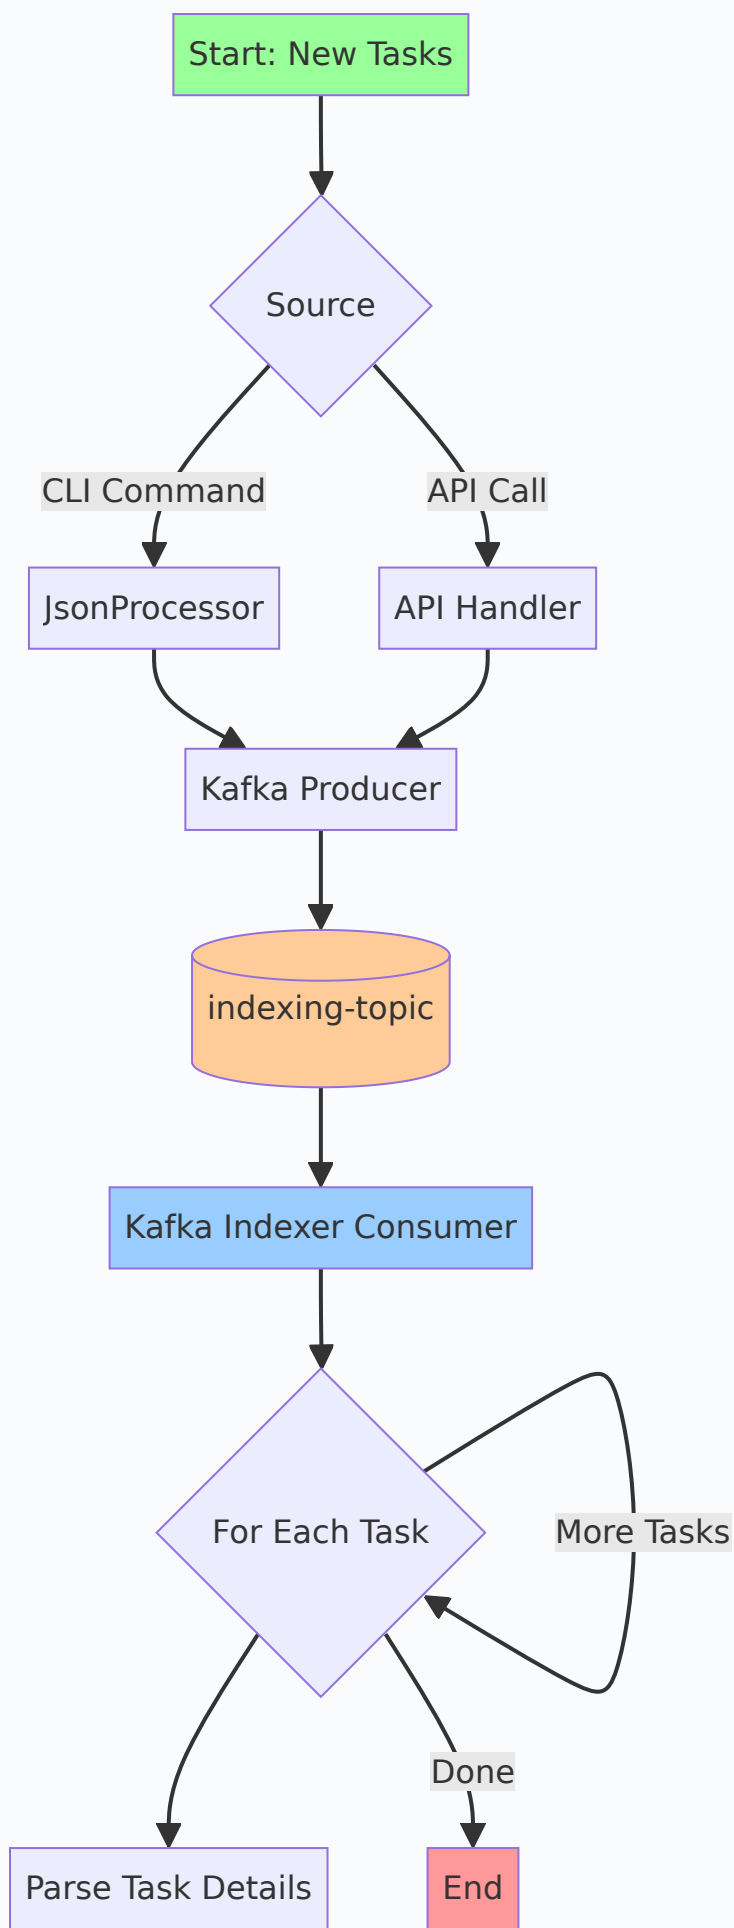 Start: New Tasks
Source
CLI Command
API Call
JsonProcessor
API Handler
Kafka Producer
indexing-topic
Kafka Indexer Consumer
For Each Task
More Tasks
Done
Parse Task Details
End